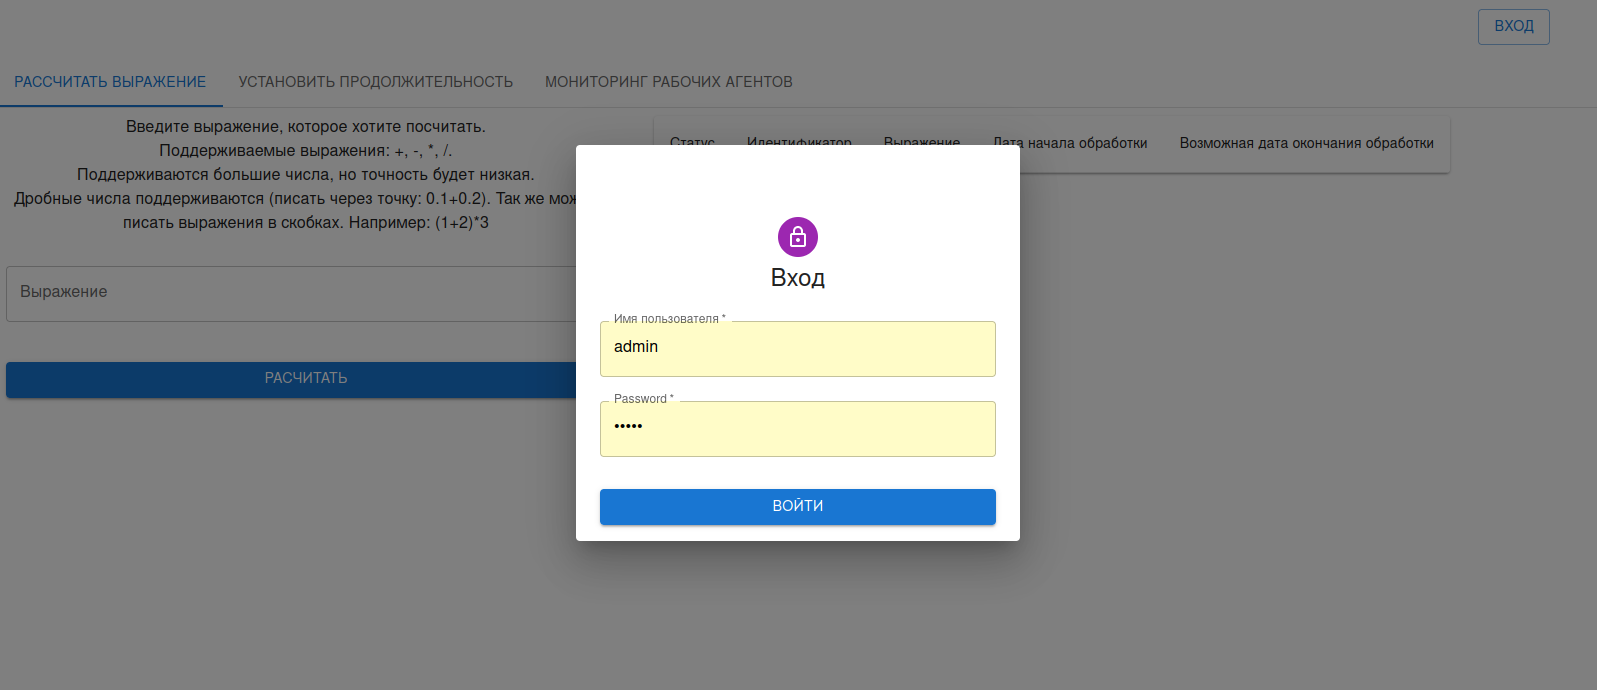 ВХОД
РАССЧИТАТЬ ВЫРАЖЕНИЕ УСТАНОВИТЬ ПРОДОЛЖИТЕЛЬНОСТЬ МОНИТОРИНГ РАБОЧИХ АГЕНТОВ
Введите выражение, которое хотите посчитать.
Поддерживаемые выражения: +, -, *, /.
Поддерживаются большие числа, но точность будет низкая.
Дробные числа поддерживаются (писать через точку: 0.1+0.2). Так же
писать выражения в скобках. Например: (1+2)*3
Выражение
РАСЧИТАТЬ
Статус Идентификатор Выражение Дата начала обработки Возможная дата окончания обработки
Вход
Имя пользователя *
admin
Password *
•••••
ВОЙТИ